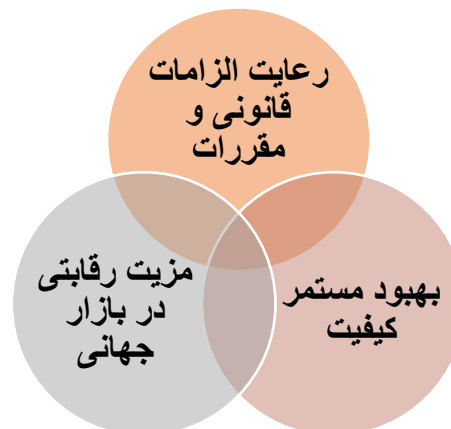 رعایت الزامات
قانونی و
مقررات
بهبود مستمر
کیفیت
مزیت رقابتی
در بازار
جهانی